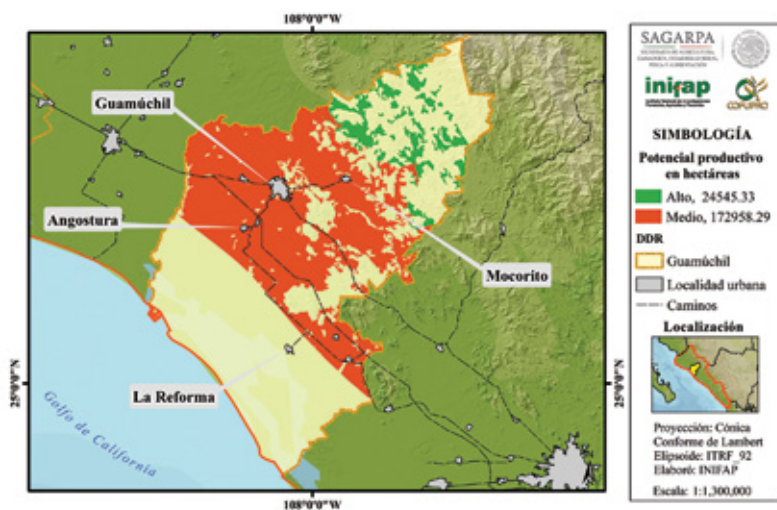 108°0'0"W
Guamúchil
Angostura
Mocorito
La Reforma
25°0'0"N
25°0'0"N
Golfo de California
108°0'0"W
SAGARPA
inifap
COFUPRO
SIMBOLOGÍA
Potencial productivo
en hectáreas
Alto, 24545.33
Medio, 172958.29
DDR
Guamúchil
Localidad urbana
Caminos
Localización
Proyección: Cónica
Conforme de Lambert
Elipsoide: ITRF_92
Elaboró: INIFAP
Escala: 1:1,300,000